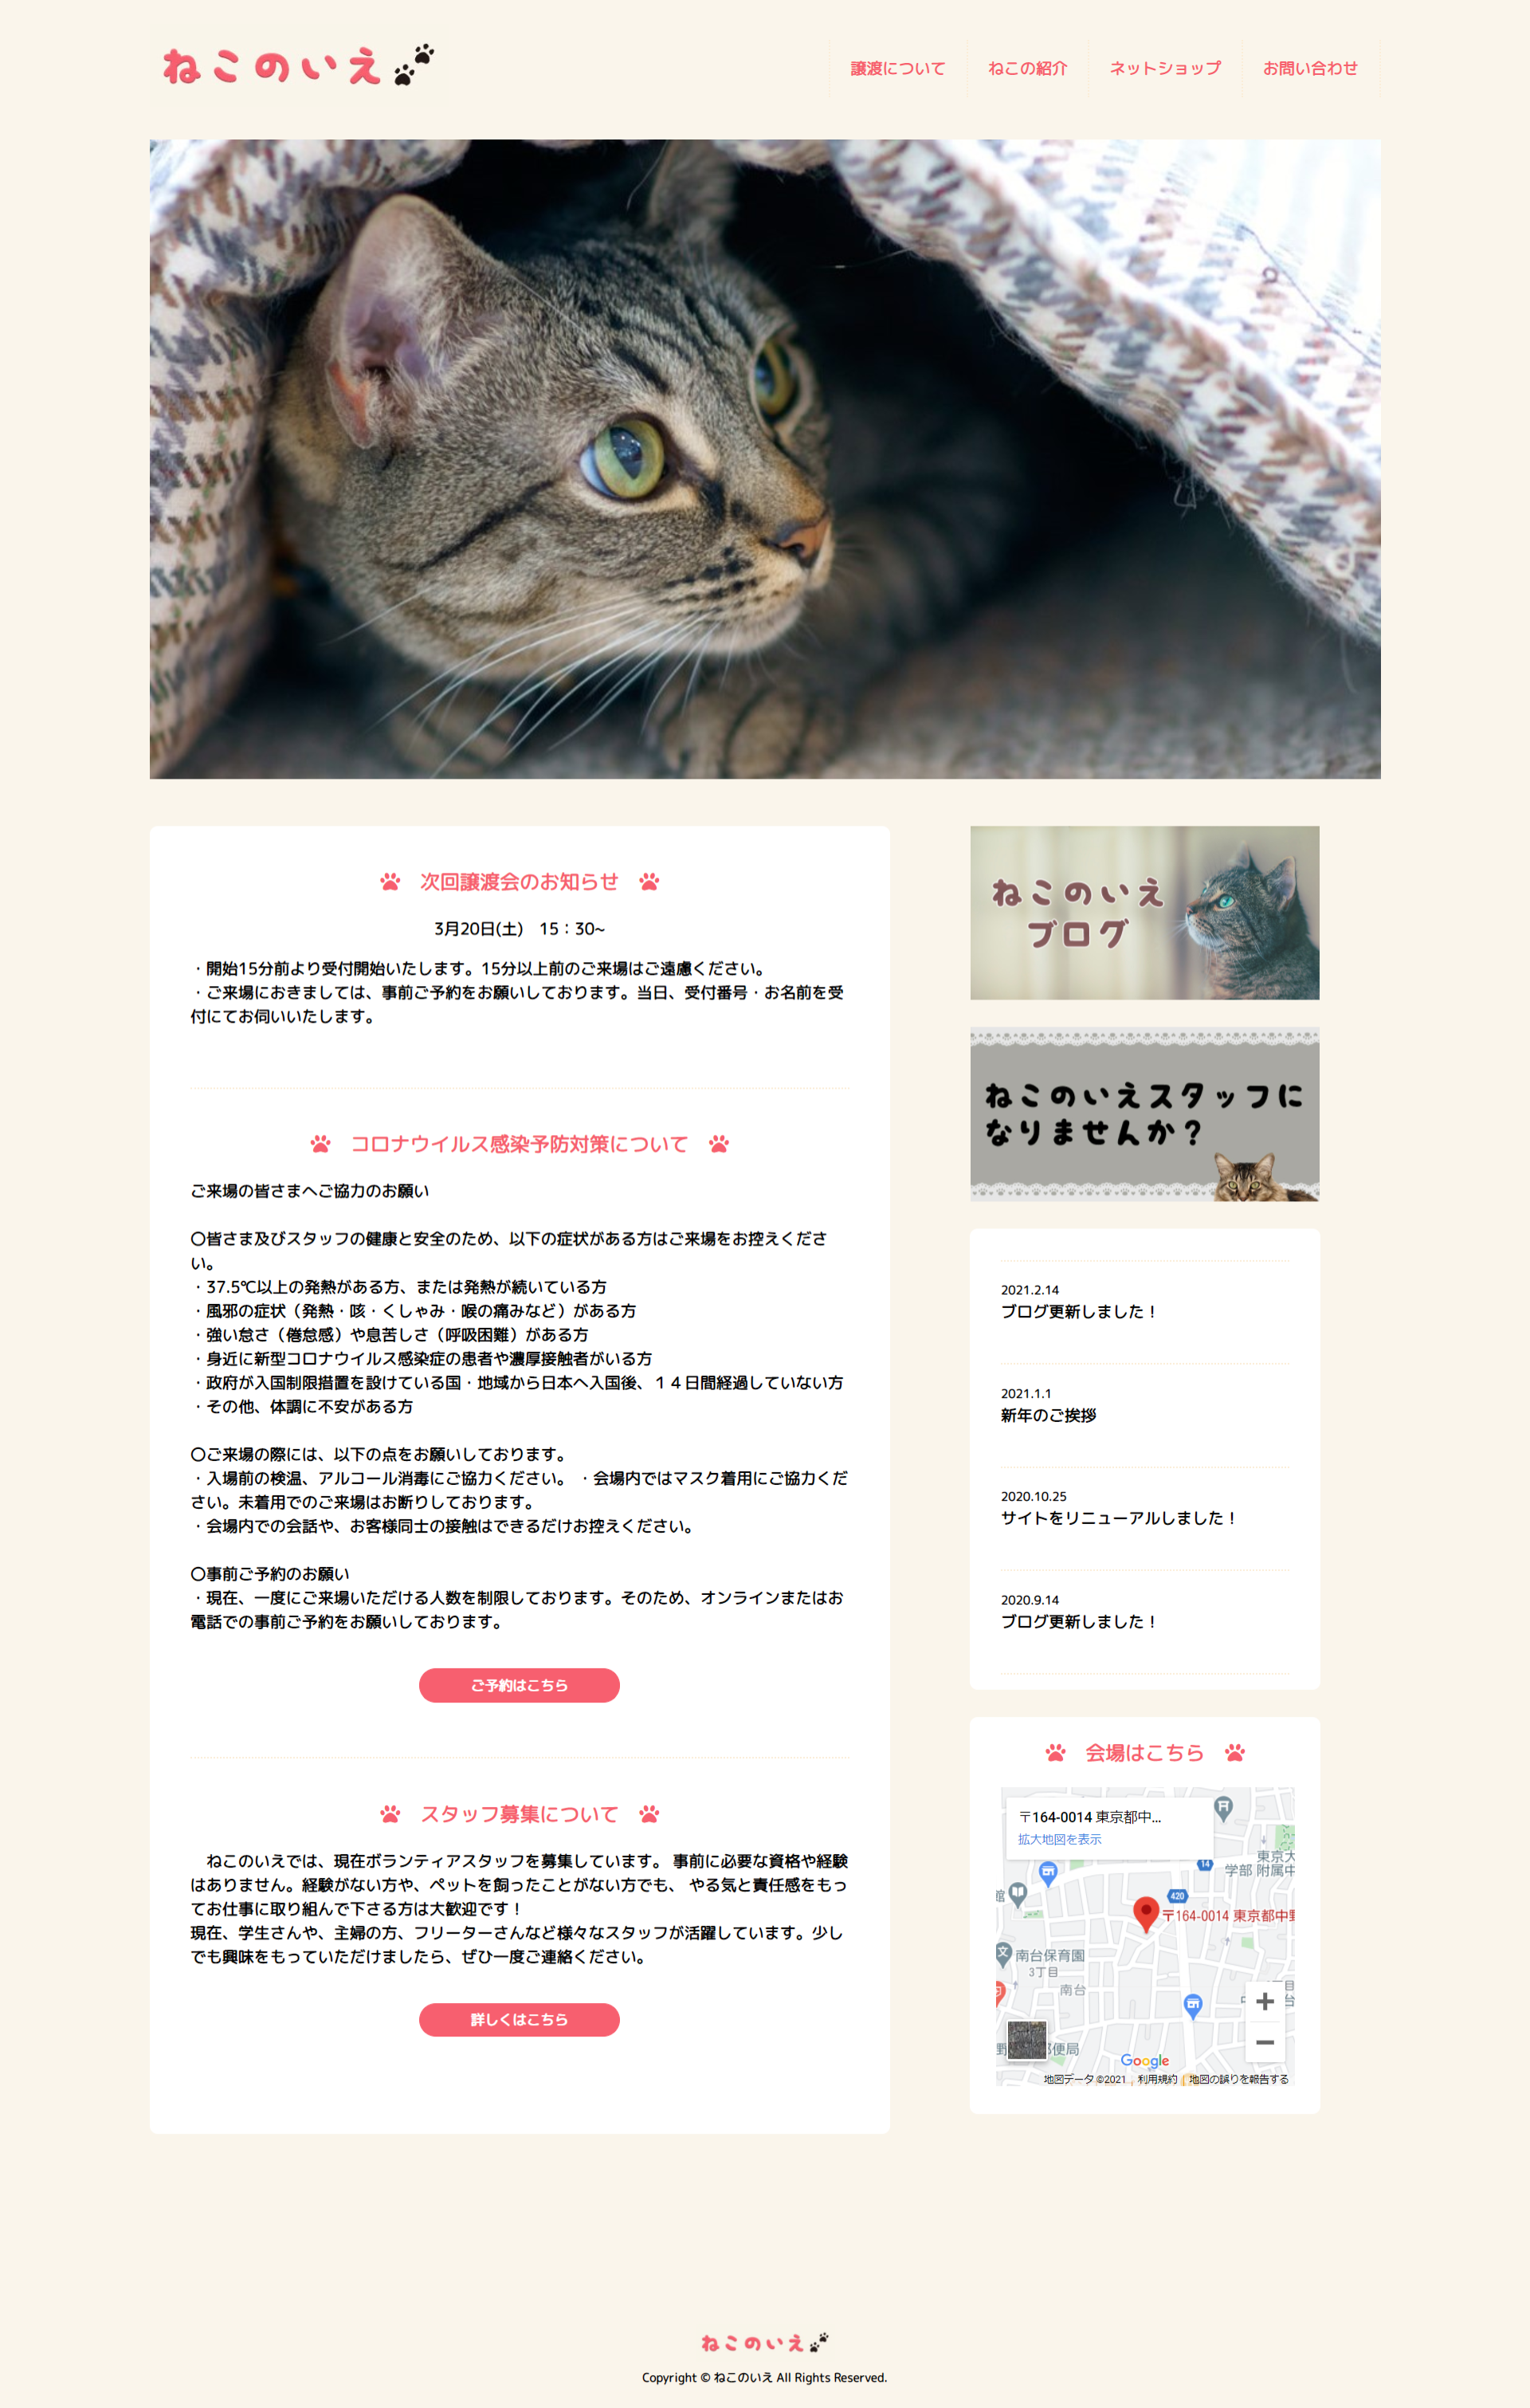 ねこのいえ
譲渡について
ねこの紹介
ネットショップ
お問い合わせ
次回譲渡会のお知らせ
3月20日(土)　15：30~
・開始15分前より受付開始いたします。15分以上前のご来場はご遠慮ください。
・ご来場におきましては、事前ご予約をお願いしております。当日、受付番号・お名前を受
付にてお伺いいたします。
コロナウイルス感染予防対策について
ご来場の皆さまへご協力のお願い
〇皆さま及びスタッフの健康と安全のため、以下の症状がある方はご来場をお控えくださ
い。
・37.5℃以上の発熱がある方、または発熱が続いている方
・風邪の症状（発熱・咳・くしゃみ・喉の痛みなど）がある方
・強い怠さ（倦怠感）や息苦しさ（呼吸困難）がある方
・身近に新型コロナウイルス感染症の患者や濃厚接触者がいる方
・政府が入国制限措置を設けている国・地域から日本へ入国後、１４日間経過していない方
・その他、体調に不安がある方
〇ご来場の際には、以下の点をお願いしております。
・入場前の検温、アルコール消毒にご協力ください。 ・会場内ではマスク着用にご協力くだ
さい。未着用でのご来場はお断りしております。
・会場内での会話や、お客様同士の接触はできるだけお控えください。
〇事前ご予約のお願い
・現在、一度にご来場いただける人数を制限しております。そのため、オンラインまたはお
電話での事前ご予約をお願いしております。
ご予約はこちら
スタッフ募集について
　ねこのいえでは、現在ボランティアスタッフを募集しています。 事前に必要な資格や経験
はありません。経験がない方や、ペットを飼ったことがない方でも、 やる気と責任感をもっ
てお仕事に取り組んで下さる方は大歓迎です！
現在、学生さんや、主婦の方、フリーターさんなど様々なスタッフが活躍しています。少し
でも興味をもっていただけましたら、ぜひ一度ご連絡ください。
詳しくはこちら
ねこのいえ
ブログ
ねこのいえスタッフに
なりませんか？
2021.2.14
ブログ更新しました！
2021.1.1
新年のご挨拶
2020.10.25
サイトをリニューアルしました！
2020.9.14
ブログ更新しました！
会場はこちら
〒164-0014 東京都中...
拡大地図を表示
14
東京大
学部 附属中
館
420
〒164-0014 東京都中野
文
南台保育園
3丁目
南台
目
台
+
−
野
便局
Google
地図データ ©2021
利用規約
地図の誤りを報告する
ねこのいえ
Copyright © ねこのいえ All Rights Reserved.